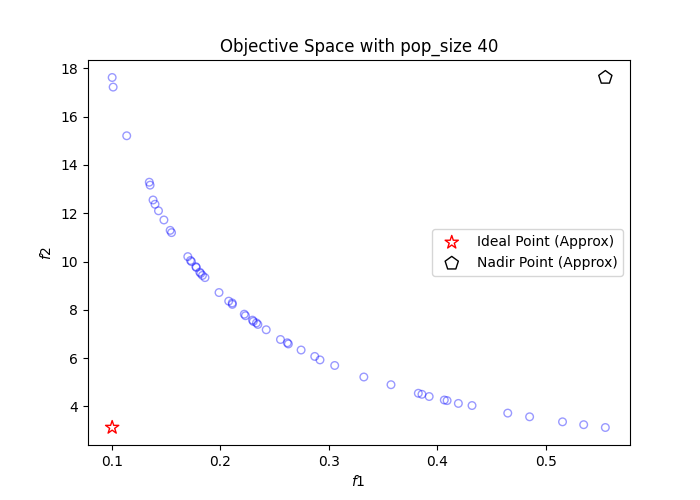 Objective Space with pop_size 40
18
16
14
12
10
8
6
4
f2
Ideal Point (Approx)
Nadir Point (Approx)
0.1 0.2 0.3 0.4 0.5
f1